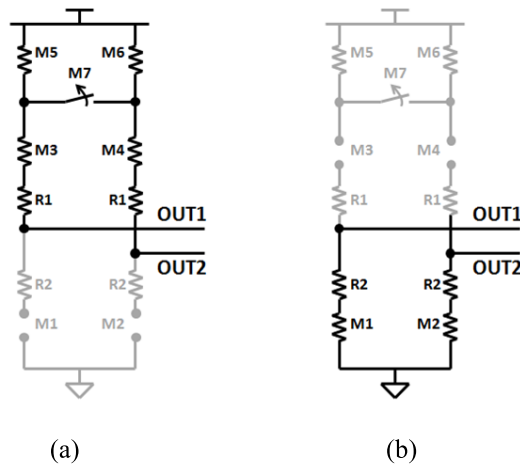 M5 M6 M5 M6
M7 M7
M3 M4 M3 M4
R1 R1 R1 R1
OUT1 OUT1
OUT2 OUT2
R2 R2 R2 R2
M1 M2 M1 M2
(a) (b)